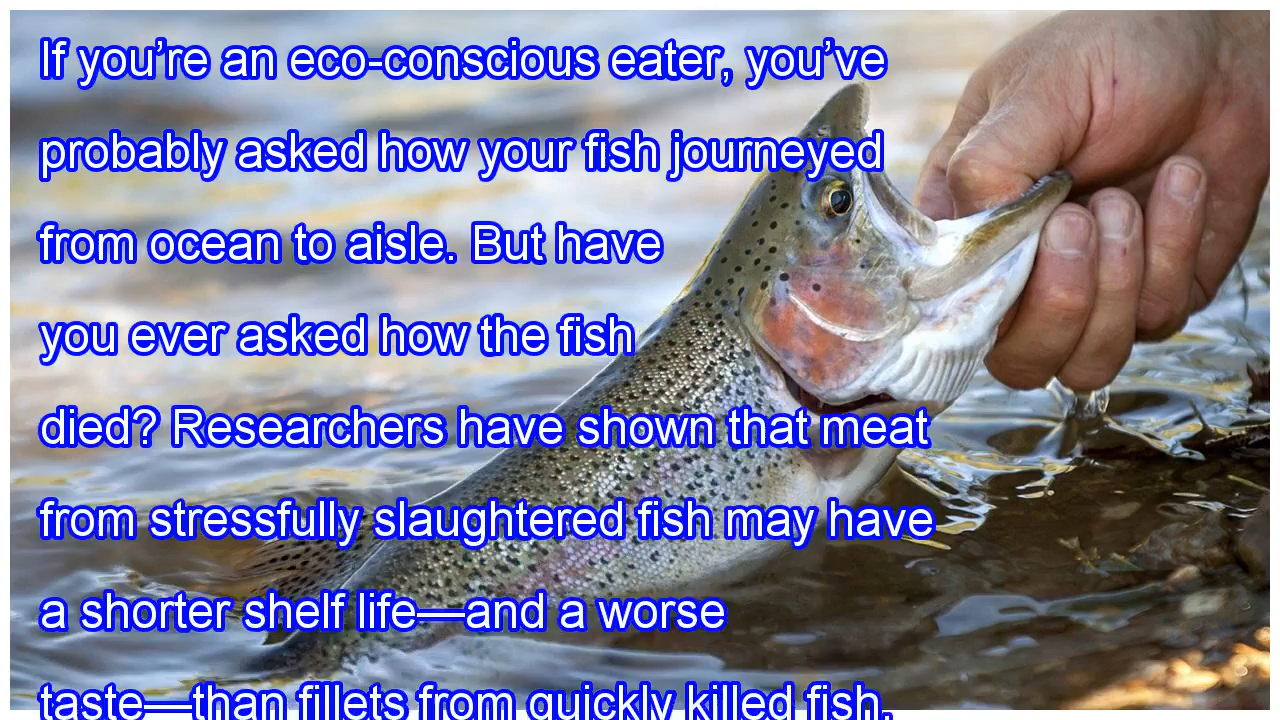 If you’re an eco-conscious eater, you’ve
probably asked how your fish journeyed
from ocean to aisle. But have
you ever asked how the fish
died? Researchers have shown that meat
from stressfully slaughtered fish may have
a shorter shelf life—and a worse
taste—than fillets from quickly killed fish.